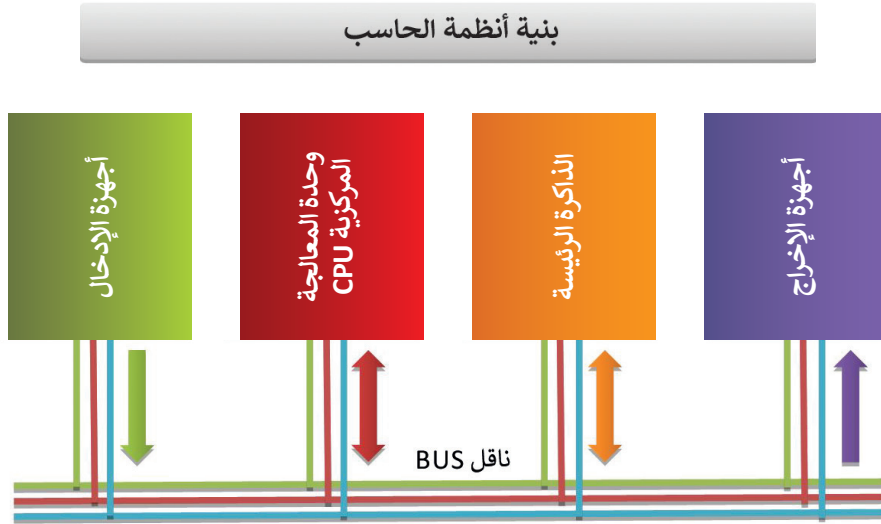 بنية أنظمة الحاسب
أجهزة الإخراج
الذاكرة الرئيسة
وحدة المعالجة
المركزية CPU
أجهزة الإدخال
ناقل BUS